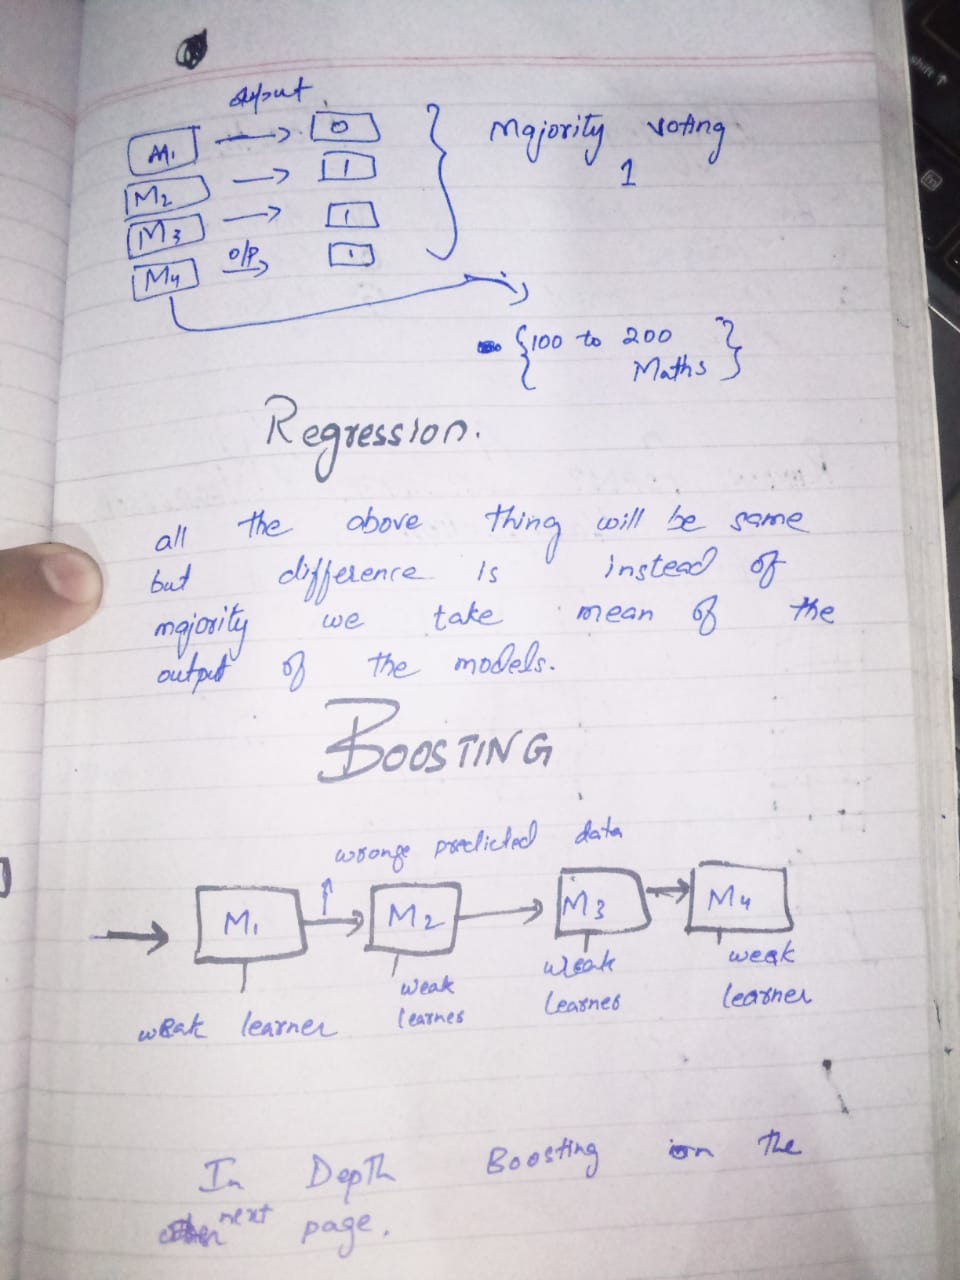 output
M1 → 0
M2 → 1
M3 → 1
M4 O/P → 1
Majority voting
1
{100 to 200
Maths}
Regression.
all the above thing will be same
but difference is instead of
majority we take mean of the
output of the models.
BOOSTING
wronge predicted data
→ M1 → M2 → M3 → M4
weak learner
weak
learner
weak
learner
weak
learner
In Depth Boosting on the
next page.
shift ↑
fn